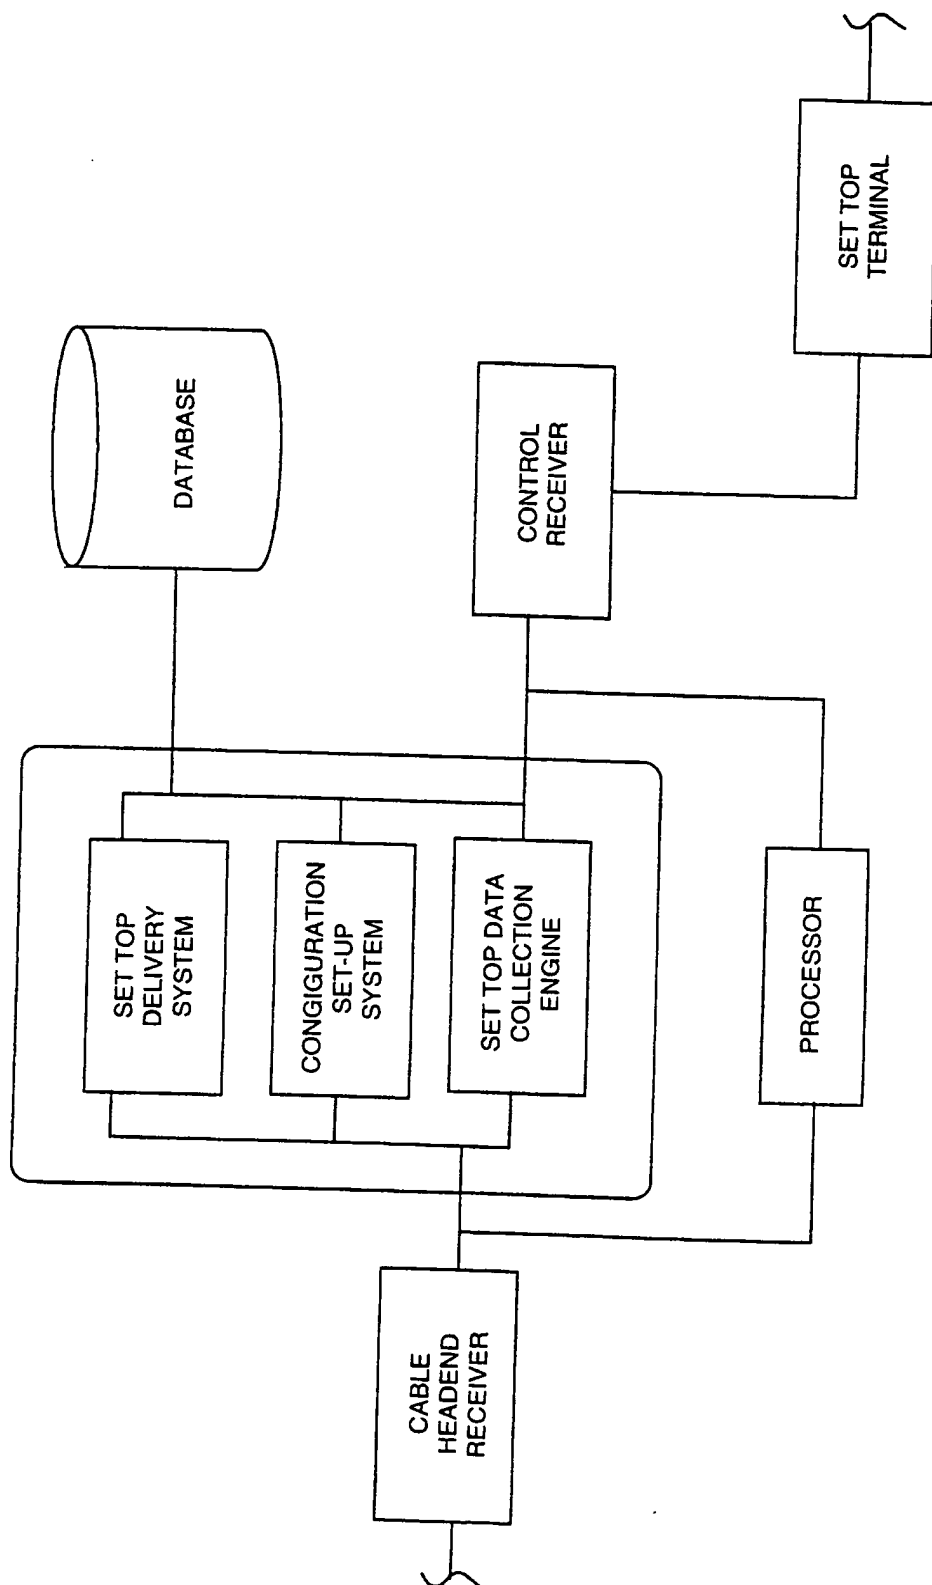 DATABASE
SET TOP
DELIVERY
SYSTEM
CONGIGURATION
SET-UP
SYSTEM
SET TOP DATA
COLLECTION
ENGINE
CABLE
HEADEND
RECEIVER
CONTROL
RECEIVER
PROCESSOR
SET TOP
TERMINAL